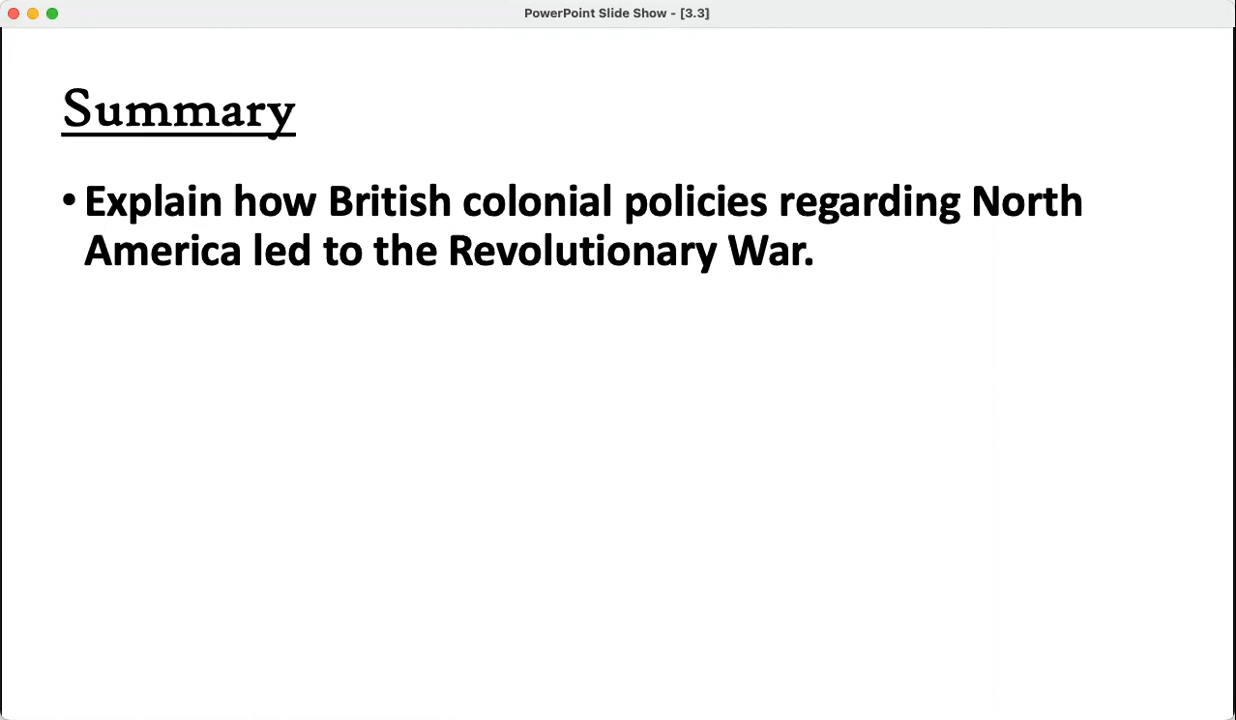 PowerPoint Slide Show - [3.3]
Summary
• Explain how British colonial policies regarding North
America led to the Revolutionary War.